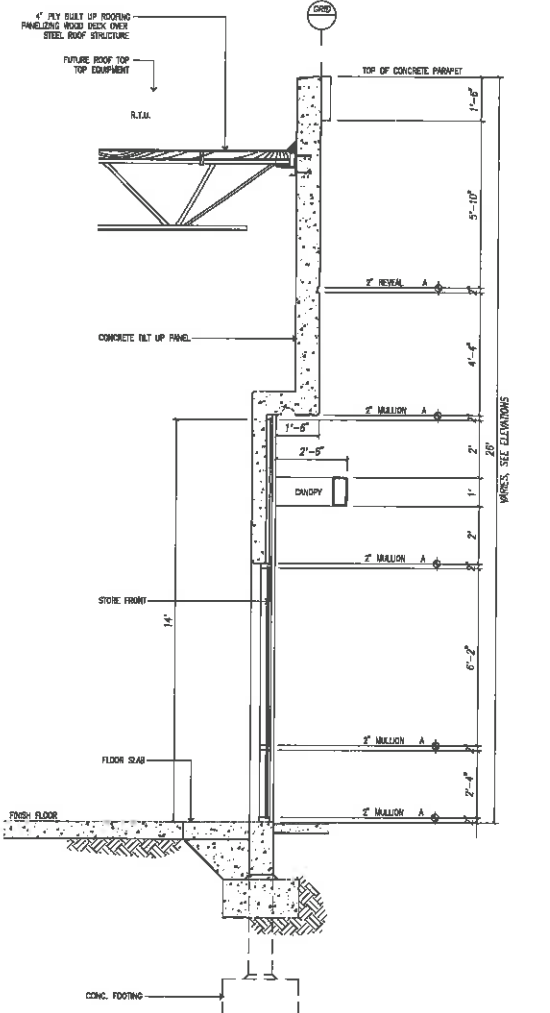 GRID
4" PLY BUILT UP ROOFING
PANELIZING WOOD DECK OVER
STEEL ROOF STRUCTURE
FUTURE ROOF TOP
TOP EQUIPMENT
R.T.U.
TOP OF CONCRETE PARAPET
1'-6"
5'-10"
2" REVEAL A
2"
CONCRETE TILT UP PANEL
4'-4"
2" MULLION A
2"
1'-6"
2'-6"
2'
CANOPY
1'
2'
26'
VARIES, SEE ELEVATIONS
2" MULLION A
2"
STORE FRONT
14'
6'-2"
2" MULLION A
2"
FLOOR SLAB
2'-4"
FINISH FLOOR
2" MULLION A
2"
CONC. FOOTING